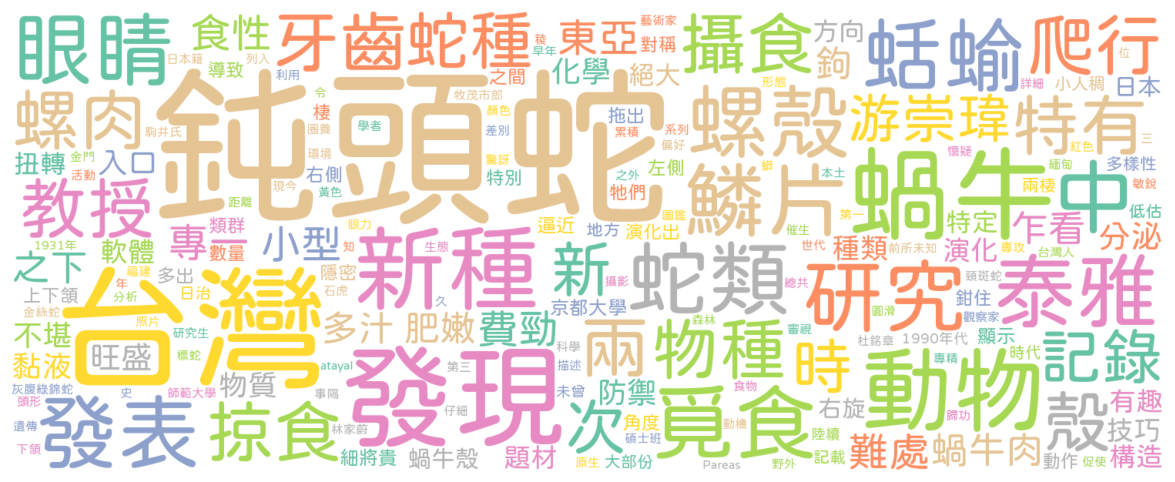 眼睛
食性
牙齒
蛇種
稜
早年
東亞
藝術家
對稱
攝食
方向
鉤
蛞蝓
爬行
日本籍
列入
導致
利用
之間
化學
絕大
形態
詳細
位
小人稠
日本
螺肉
駒井氏
鈍頭蛇
令
圈養
棲
學者
環境
右側
黃色
現今
牧茂市郎
顏色
差別
驚訝
特別
拖出
累積
系列
偏好
之外
牠們
左側
螺殼
鱗片
蚜
本土
圖鑑
第一
游崇瑋
特有
懷疑
緬甸
紅色
三
多樣性
兩棲
敏銳
低估
扭轉
金門
入口
活動
教授
距離
類群
數量
專
小型
眼力
知
逼近
地方
演化出
催生
世代
種類
前所未知
蝸牛
中
特定
演化
乍看
專攻
台灣人
分泌
1931年
軟體
之下
福建
年
多出
日治
分析
隱密
石虎
新種
生態
久
新
攝影
京都大學
蛇類
總共
研究
圓滑
頸斑蛇
鉗住
觀察家
泰雅
上下頷
金絲蛇
不堪
照片
台灣
研究生
標蛇
多汁
肥嫩
費勁
科學
兩
森林
物種
審視
杜銘章
1990年代
顯示
專精
時代
記錄
黏液
旺盛
灰腹綠錦蛇
頭形
師範大學
史
物質
事隔
atayal
發現
第三
仔細
描述
未曾
防禦
食物
時
動物
遺傳
下頷
發表
掠食
林家蔚
細將貴
蝸牛殼
題材
次
角度
碩士班
原生
大部份
覓食
動機
Pareas
野外
右旋
陸續
記載
歸功
難處
蝸牛肉
殼
動作
促使
有趣
技巧
構造